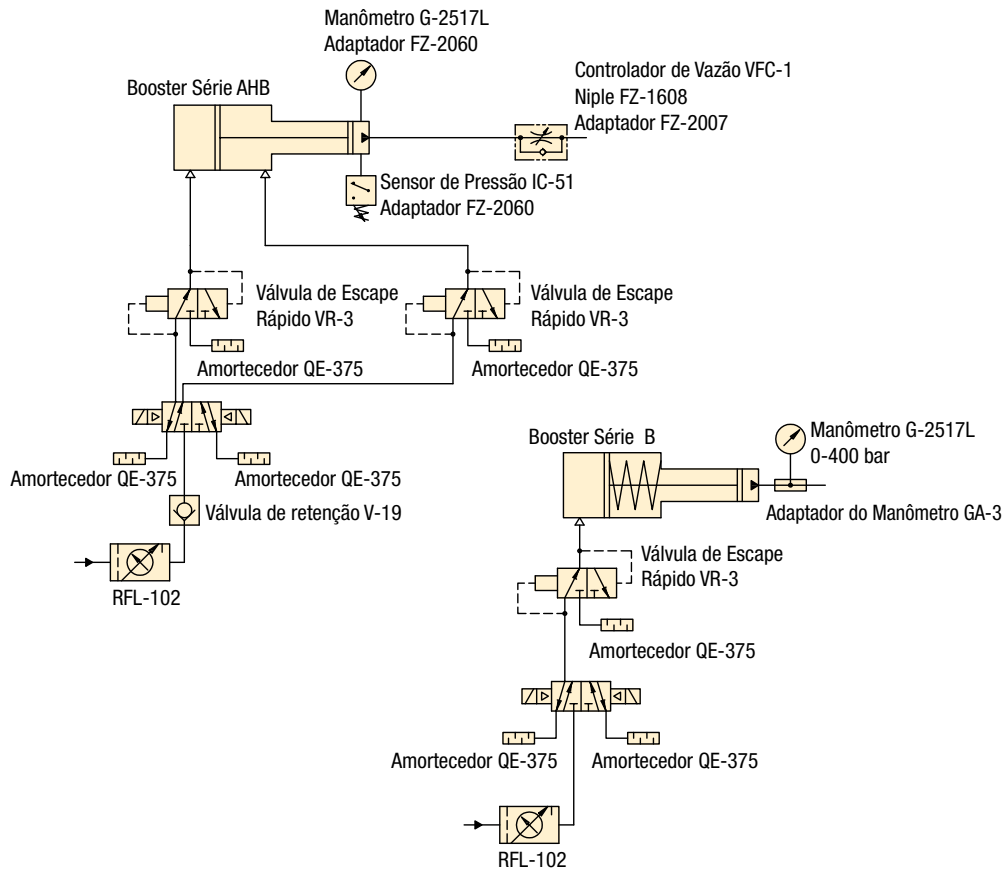 Manômetro G-2517L
Adaptador FZ-2060
Controlador de Vazão VFC-1
Niple FZ-1608
Adaptador FZ-2007
Booster Série AHB
Sensor de Pressão IC-51
Adaptador FZ-2060
Válvula de Escape
Rápido VR-3
Válvula de Escape
Rápido VR-3
Amortecedor QE-375
Amortecedor QE-375
Amortecedor QE-375
Amortecedor QE-375
Válvula de retenção V-19
RFL-102
Booster Série B
Manômetro G-2517L
0-400 bar
Adaptador do Manômetro GA-3
Válvula de Escape
Rápido VR-3
Amortecedor QE-375
Amortecedor QE-375
Amortecedor QE-375
RFL-102